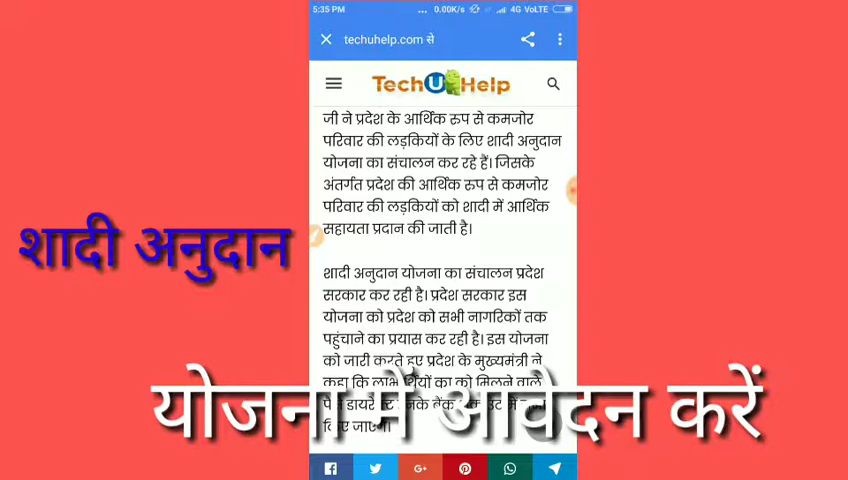 5:35 PM
... 0.00K/s 4G VoLTE
techuhelp.com से
TechUHelp
जी ने प्रदेश के आर्थिक रुप से कमजोर
परिवार की लड़कियों के लिए शादी अनुदान
योजना का संचालन कर रहे हैं। जिसके
अंतर्गत प्रदेश की आर्थिक रुप से कमजोर
परिवार की लड़कियों को शादी में आर्थिक
सहायता प्रदान की जाती है।
शादी अनुदान
शादी अनुदान योजना का संचालन प्रदेश
सरकार कर रही है। प्रदेश सरकार इस
योजना को प्रदेश को सभी नागरिकों तक
पहुंचाने का प्रयास कर रही है। इस योजना
को जारी करते हुए प्रदेश के मुख्यमंत्री ने
कहा कि का को मिलने वाले
योजना में आवेदन करें
किए जाएंगे।